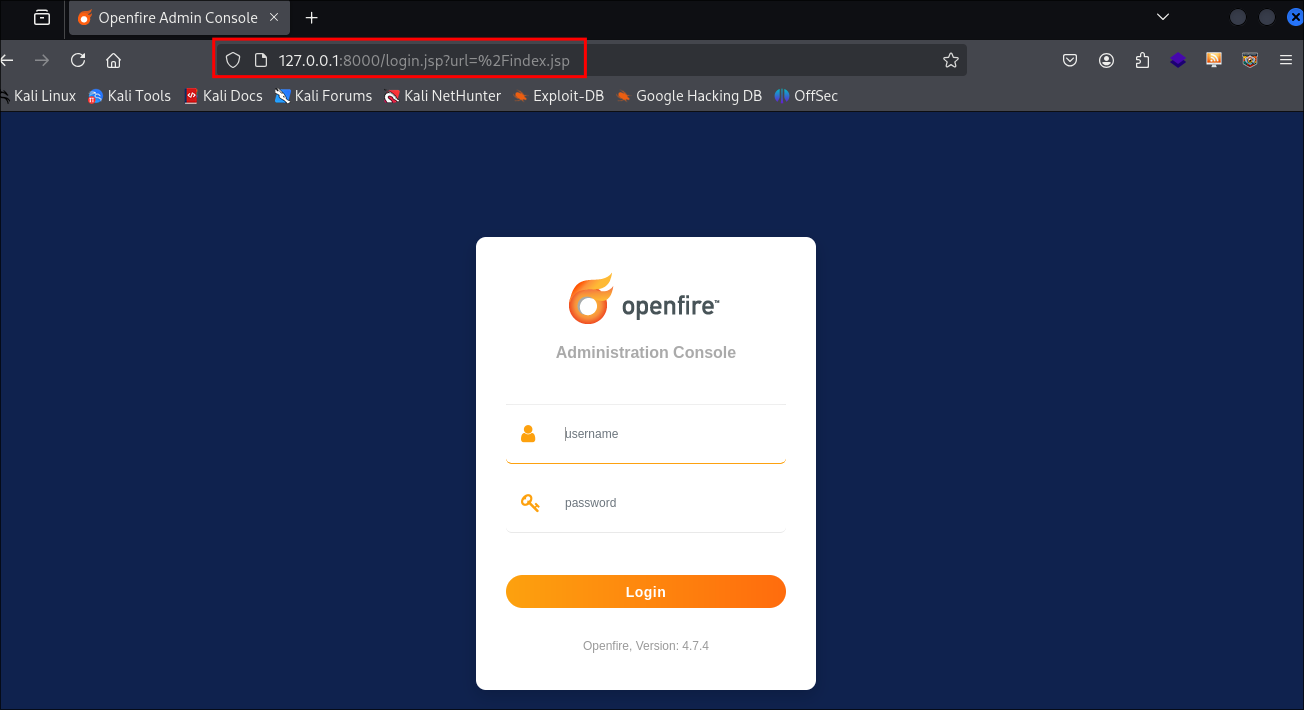 Openfire Admin Console
127.0.0.1:8000/login.jsp?url=%2Findex.jsp
Kali Linux Kali Tools Kali Docs Kali Forums Kali NetHunter Exploit-DB Google Hacking DB OffSec
openfire™
Administration Console
username
password
Login
Openfire, Version: 4.7.4